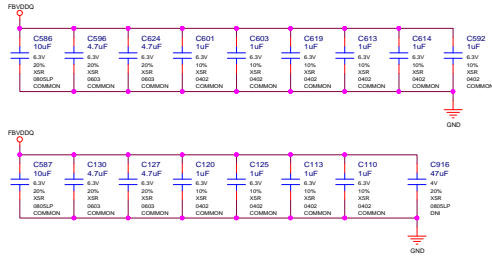 FBVDDQ
C586 C596 C624 C601 C603 C619 C613 C614 C592
10uF 4.7uF 4.7uF 1uF 1uF 1uF 1uF 1uF 1uF
6.3V 6.3V 6.3V 6.3V 6.3V 6.3V 6.3V 6.3V 6.3V
20% 20% 20% 10% 10% 10% 10% 10% 10%
X5R X5R X5R X5R X5R X5R X5R X5R X5R
0805LP 0603 0603 0402 0402 0402 0402 0402 0402
COMMON COMMON COMMON COMMON COMMON COMMON COMMON COMMON COMMON
GND
FBVDDQ
C587 C130 C127 C120 C125 C113 C110 C916
10uF 4.7uF 4.7uF 1uF 1uF 1uF 1uF 47uF
6.3V 6.3V 6.3V 6.3V 6.3V 6.3V 6.3V 4V
20% 20% 20% 10% 10% 10% 10% 20%
X5R X5R X5R X5R X5R X5R X5R X5R
0805LP 0603 0603 0402 0402 0402 0402 0805LP
COMMON COMMON COMMON COMMON COMMON COMMON COMMON DNI
GND